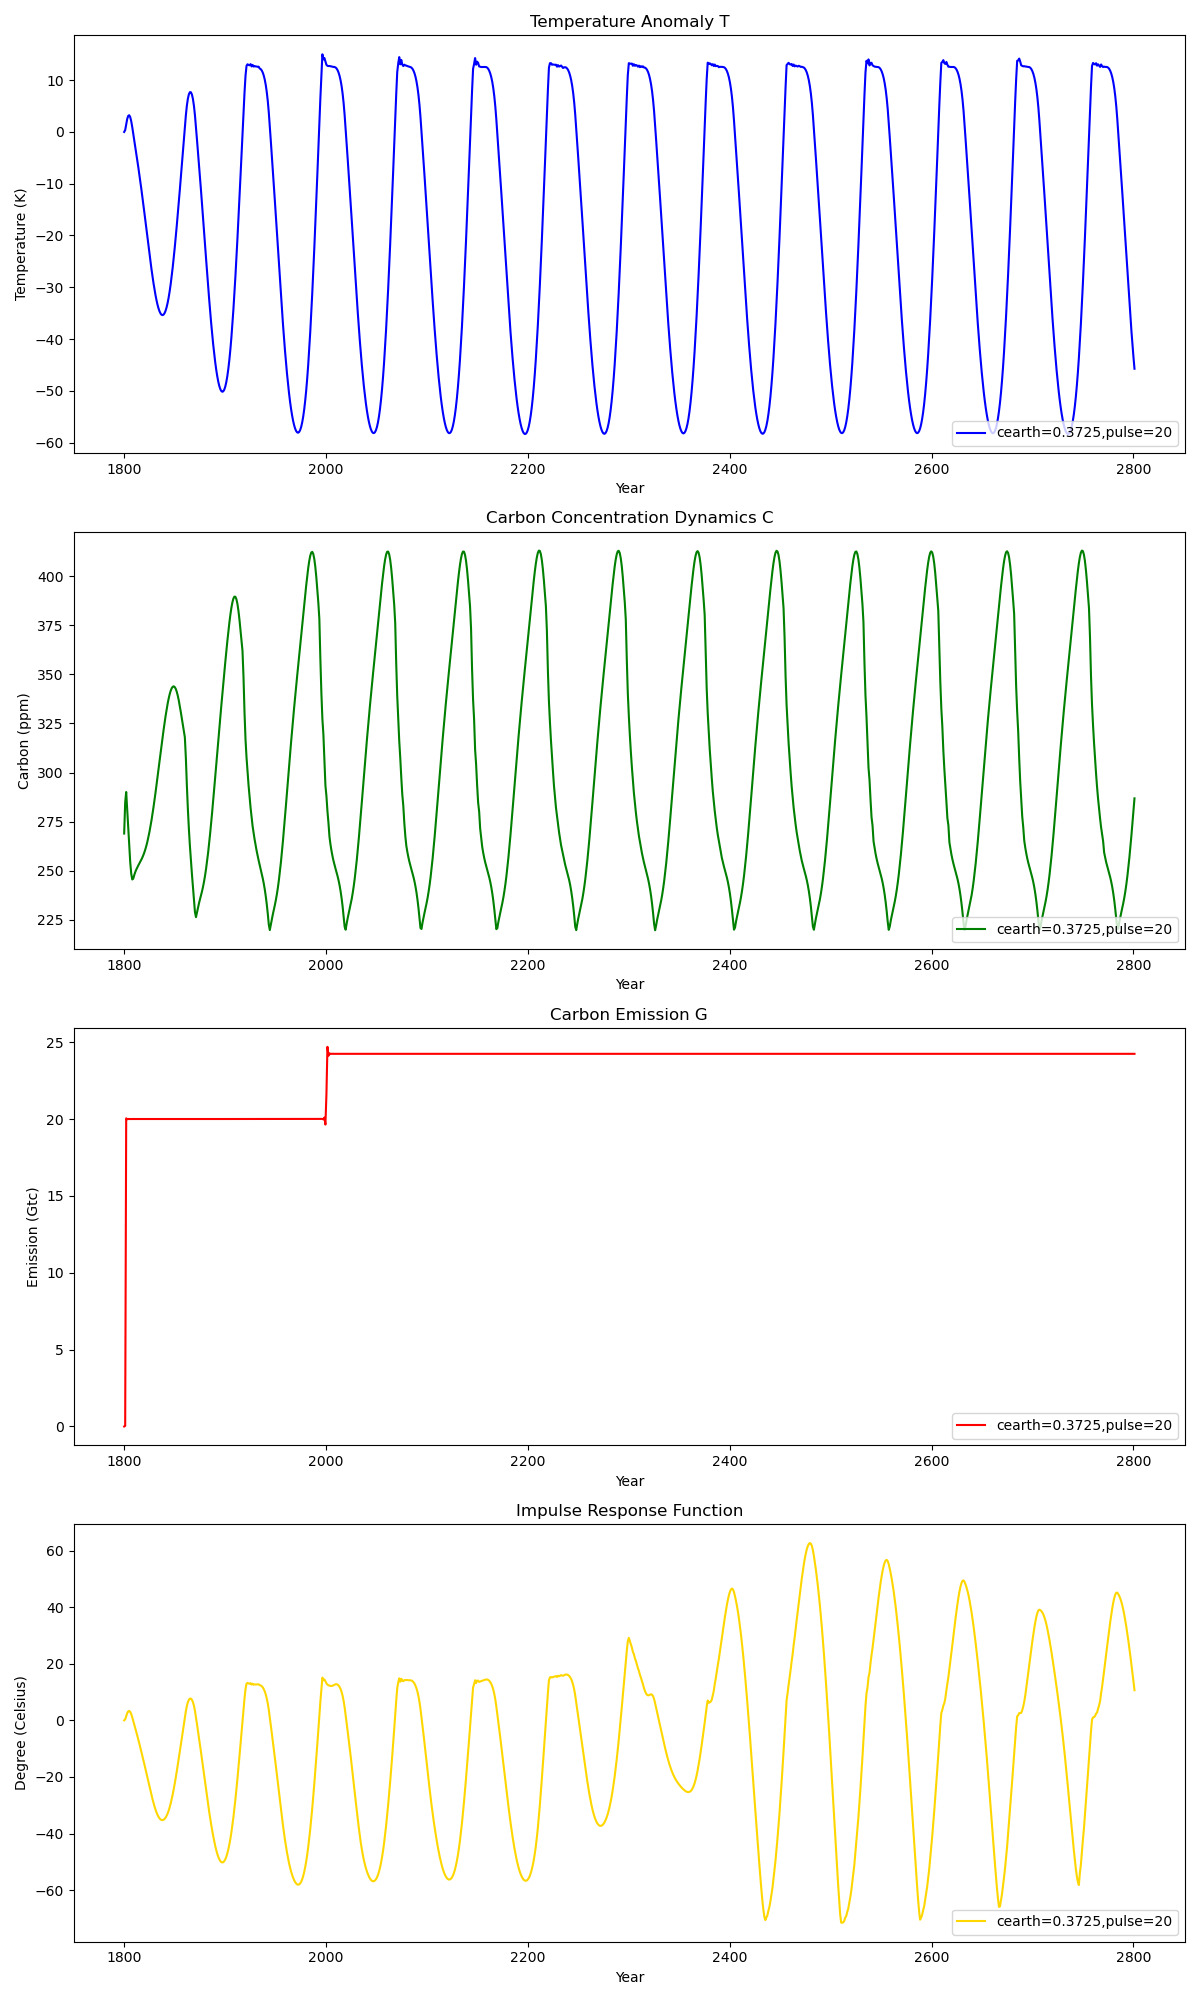 Temperature Anomaly T
Temperature (K)
10
0
−10
−20
−30
−40
−50
−60
cearth=0.3725,pulse=20
1800 2000 2200 2400 2600 2800
Year
Carbon Concentration Dynamics C
Carbon (ppm)
400
375
350
325
300
275
250
225
cearth=0.3725,pulse=20
1800 2000 2200 2400 2600 2800
Year
Carbon Emission G
Emission (Gtc)
25
20
15
10
5
0
cearth=0.3725,pulse=20
1800 2000 2200 2400 2600 2800
Year
Impulse Response Function
Degree (Celsius)
60
40
20
0
−20
−40
−60
cearth=0.3725,pulse=20
1800 2000 2200 2400 2600 2800
Year